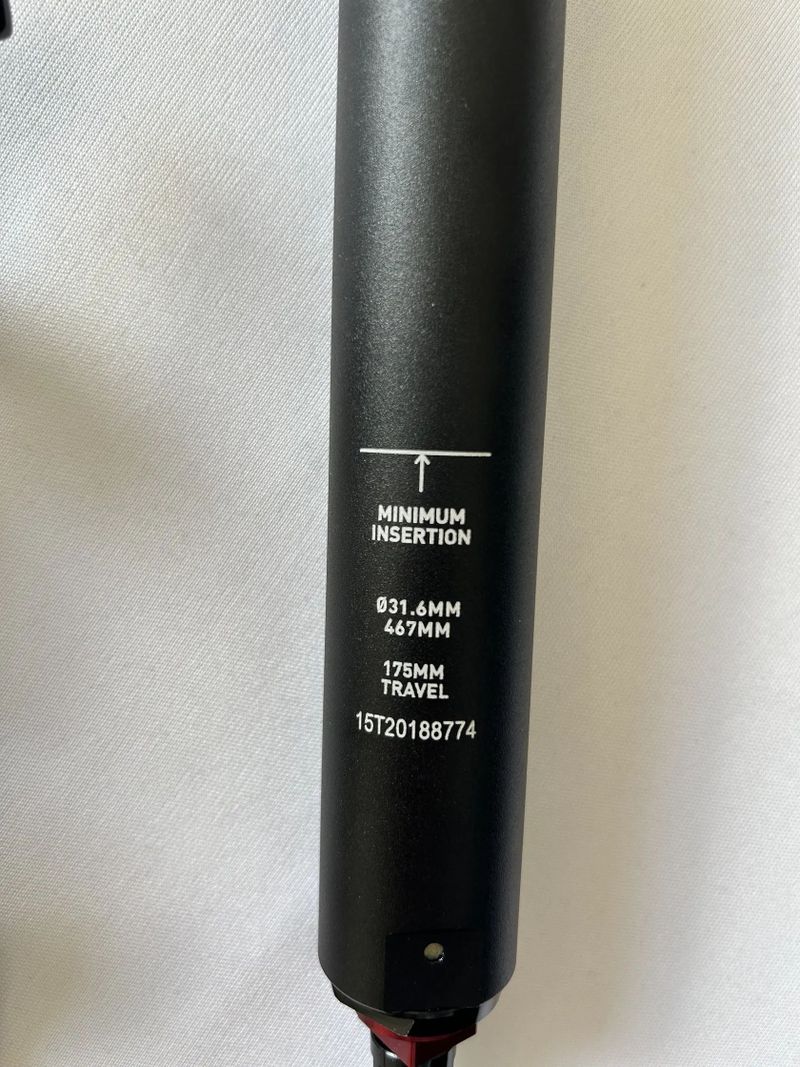 MINIMUM
INSERTION
Ø31.6MM
467MM
175MM
TRAVEL
15T20188774